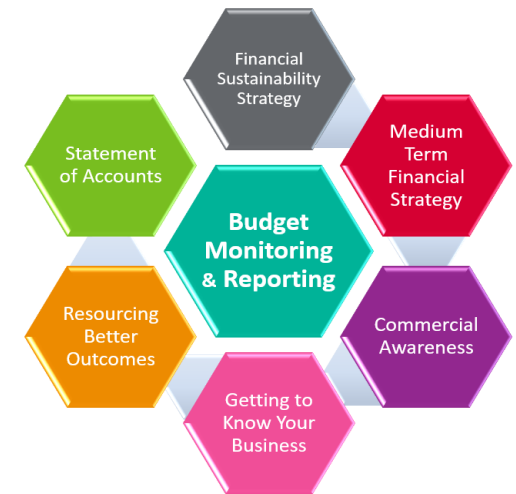 Financial
Sustainability
Strategy
Medium
Term
Financial
Strategy
Statement
of Accounts
Budget
Monitoring
& Reporting
Commercial
Awareness
Resourcing
Better
Outcomes
Getting to
Know Your
Business